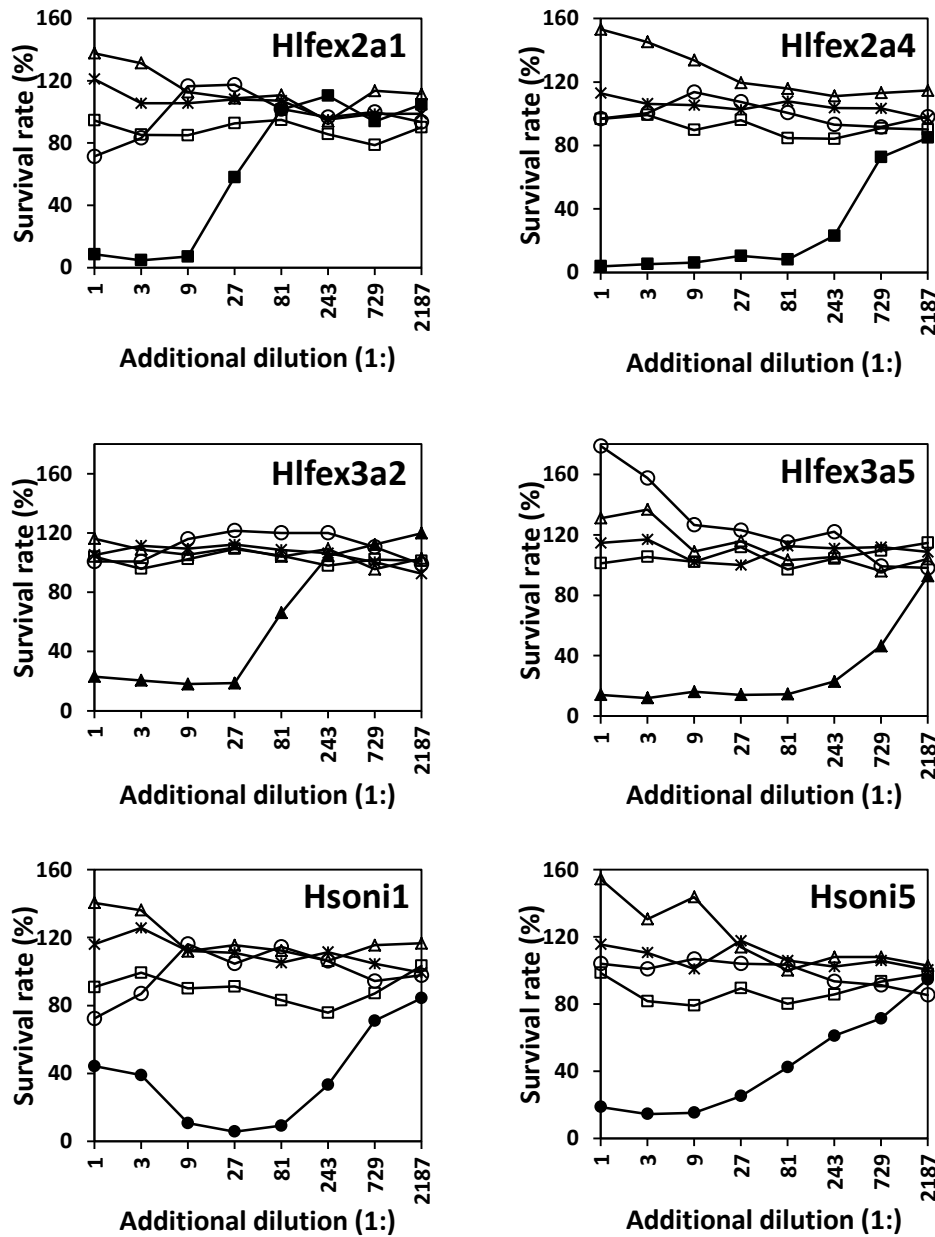 Hlfex2a1
Survival rate (%)
160
120
80
40
0
1 3 9 27 81 243 729 2187
Additional dilution (1:)
Hlfex2a4
Survival rate (%)
160
120
80
40
0
1 3 9 27 81 243 729 2187
Additional dilution (1:)
Hlfex3a2
Survival rate (%)
160
120
80
40
0
1 3 9 27 81 243 729 2187
Additional dilution (1:)
Hlfex3a5
Survival rate (%)
160
120
80
40
0
1 3 9 27 81 243 729 2187
Additional dilution (1:)
Hsoni1
Survival rate (%)
160
120
80
40
0
1 3 9 27 81 243 729 2187
Additional dilution (1:)
Hsoni5
Survival rate (%)
160
120
80
40
0
1 3 9 27 81 243 729 2187
Additional dilution (1:)